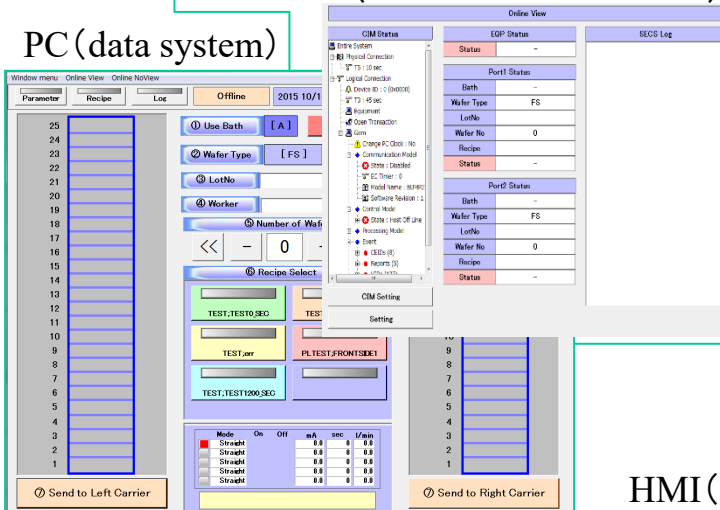 PC(data system)
Window menu Online View Online NoView
Parameter Recipe Log Offline 2015 10/1
① Use Bath [ A ]
② Wafer Type [ FS ]
③ LotNo
④ Worker
⑤ Number of Wafe
<< − 0
⑥ Recipe Select
TEST;TEST0_SEC TEST
TEST;err PLTEST;FRONTSIDE1
TEST;TEST1200_SEC
Mode On Off mA sec l/min
Straight 0.0 0 0.0
Straight 0.0 0 0.0
Straight 0.0 0 0.0
Straight 0.0 0 0.0
25
24
23
22
21
20
19
18
17
16
15
14
13
12
11
10
9
8
7
6
5
4
3
2
1
⑦ Send to Left Carrier
10
9
8
7
6
5
4
3
2
1
⑦ Send to Right Carrier
Online View
CIM Status
Entire System
Physical Connection
T5 : 10 sec
Logical Connection
Device ID : 0 (0x0000)
T3 : 45 sec
Equipment
Open Transaction
Gem
Change PC Clock : No
Communication Model
State : Disabled
EC Timer : 0
Model Name : BUMPO
Software Revision : 1.
Control Model
State : Host Off Line
Processing Model
Event
CEIDs (8)
Reports (5)
CIM Setting
Setting
EQP Status
Status -
Port1 Status
Bath -
Wafer Type FS
LotNo
Wafer No 0
Recipe
Status -
Port2 Status
Bath -
Wafer Type FS
LotNo
Wafer No 0
Recipe
Status -
SECS Log
HMI(